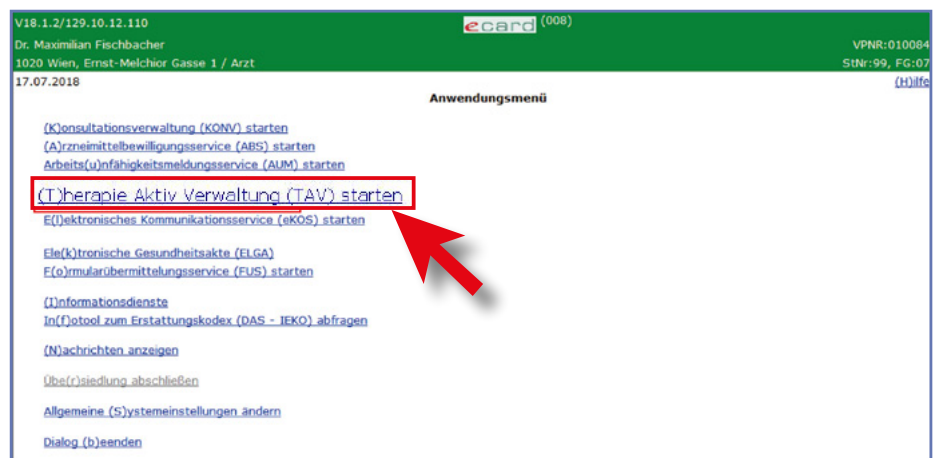 V18.1.2/129.10.12.110 ecard (008)
Dr. Maximilian Fischbacher VPNR:010084
1020 Wien, Ernst-Melchior Gasse 1 / Arzt StNr:99, FG:07
17.07.2018 (H)ilfe
Anwendungsmenü
(K)onsultationsverwaltung (KONV) starten
(A)rzneimittelbewilligungsservice (ABS) starten
Arbeits(u)nfähigkeitsmeldungsservice (AUM) starten
(T)herapie Aktiv Verwaltung (TAV) starten
E(l)ektronisches Kommunikationsservice (eKOS) starten
Ele(k)tronische Gesundheitsakte (ELGA)
F(o)rmularübermittelungsservice (FUS) starten
(I)nformationsdienste
In(f)otool zum Erstattungskodex (DAS - IEKO) abfragen
(N)achrichten anzeigen
Übe(r)siedlung abschließen
Allgemeine (S)ystemeinstellungen ändern
Dialog (b)eenden